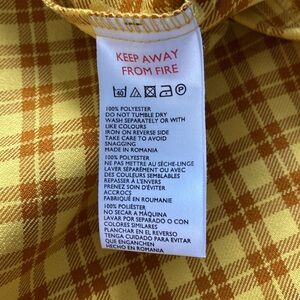 KEEP AWAY
FROM FIRE
40
P
100% POLYESTER
DO NOT TUMBLE DRY
WASH SEPARATELY OR WITH
LIKE COLOURS
IRON ON REVERSE SIDE
TAKE CARE TO AVOID
SNAGGING
MADE IN ROMANIA
100% POLYESTER
NE PAS METTRE AU SÈCHE-LINGE
LAVER SÉPARÉMENT OU AVEC
DES COULEURS SEMBLABLES
REPASSER À L'ENVERS
PRENEZ SOIN D'ÉVITER
ACCROCS
FABRIQUÉ EN ROUMANIE
100% POLIÉSTER
NO SECAR A MÁQUINA
LAVAR POR SEPARADO O CON
COLORES SIMILARES
PLANCHAR EN EL REVERSO
TENGA CUIDADO PARA EVITAR
QUE ENGANCHEN
HECHO EN ROMANIA